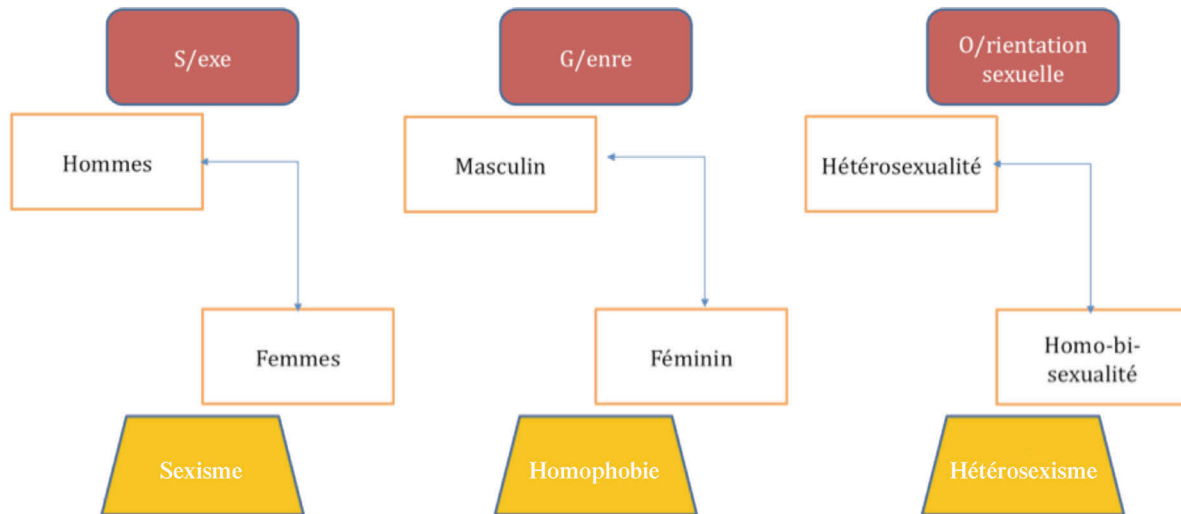 S/exe
G/enre
O/rientation
sexuelle
Hommes
Masculin
Hétérosexualité
Femmes
Féminin
Homo-bi-
sexualité
Sexisme
Homophobie
Hétérosexisme